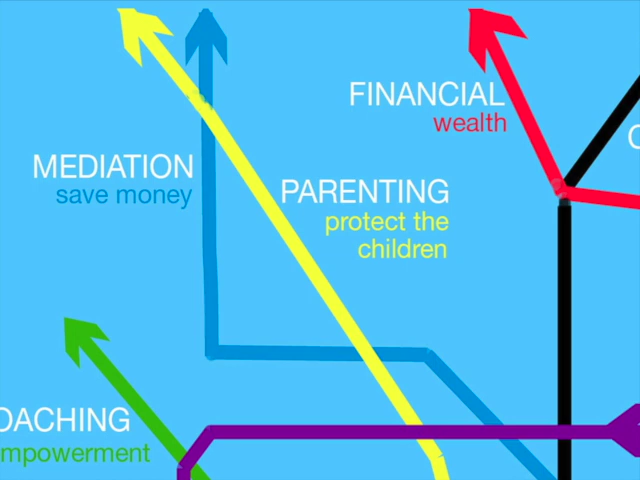 FINANCIAL
wealth
MEDIATION
save money
PARENTING
protect the
children
OACHING
mpowerment